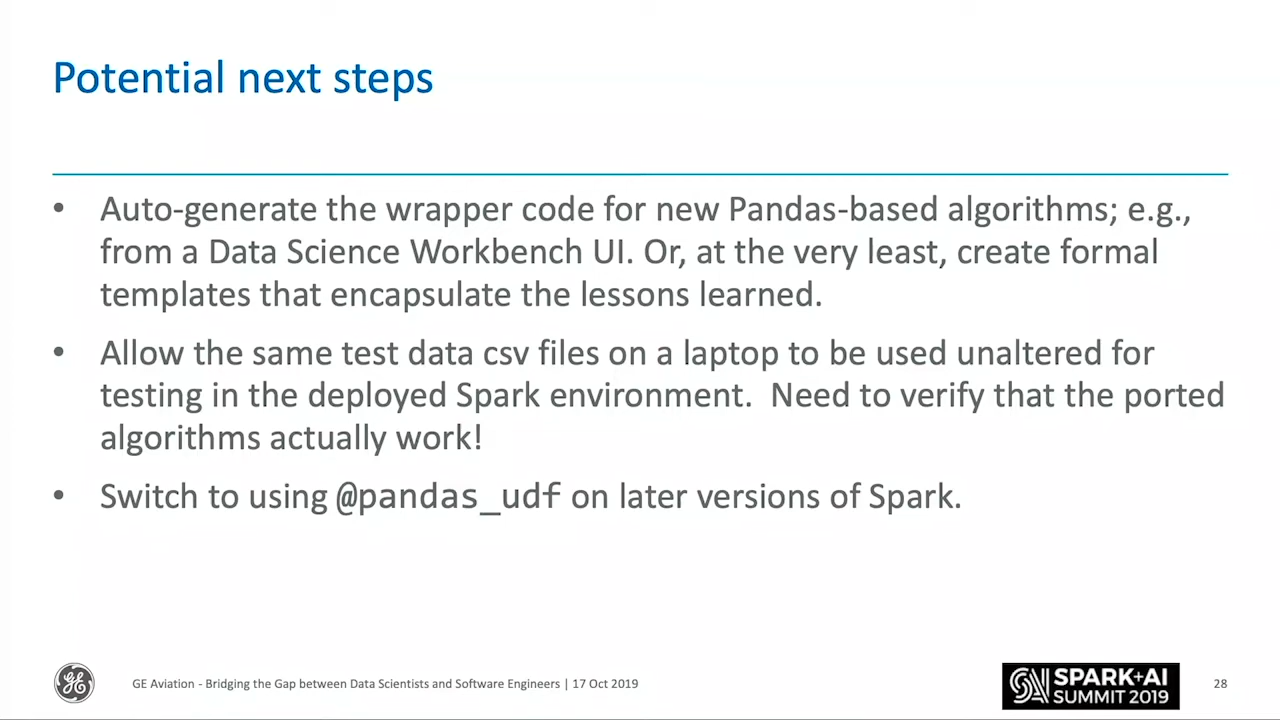 Potential next steps
• Auto-generate the wrapper code for new Pandas-based algorithms; e.g.,
from a Data Science Workbench UI. Or, at the very least, create formal
templates that encapsulate the lessons learned.
• Allow the same test data csv files on a laptop to be used unaltered for
testing in the deployed Spark environment.  Need to verify that the ported
algorithms actually work!
• Switch to using @pandas_udf on later versions of Spark.
GE
GE Aviation - Bridging the Gap between Data Scientists and Software Engineers | 17 Oct 2019
SPARK+AI
SUMMIT 2019
28